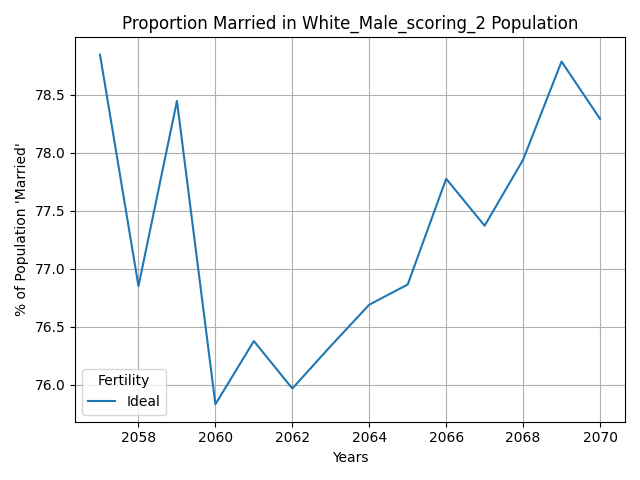 Proportion Married in White_Male_scoring_2 Population
% of Population 'Married'
78.5
78.0
77.5
77.0
76.5
76.0
Fertility
Ideal
2058 2060 2062 2064 2066 2068 2070
Years